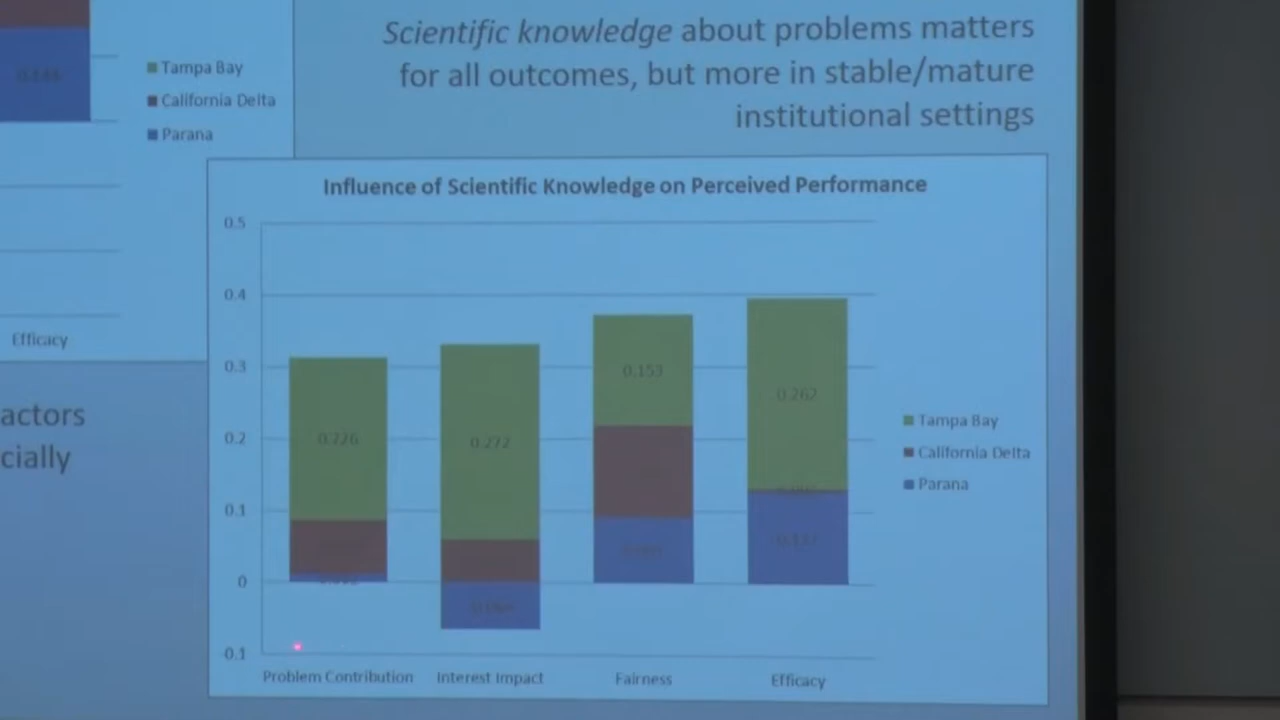 Scientific knowledge about problems matters
for all outcomes, but more in stable/mature
institutional settings
Tampa Bay
California Delta
Parana
Efficacy
actors
cially
Influence of Scientific Knowledge on Perceived Performance
0.5
0.4
0.3
0.2
0.1
0
0.1
0.226
0.272
0.153
0.262
Problem Contribution
Interest Impact
Fairness
Efficacy
Tampa Bay
California Delta
Parana